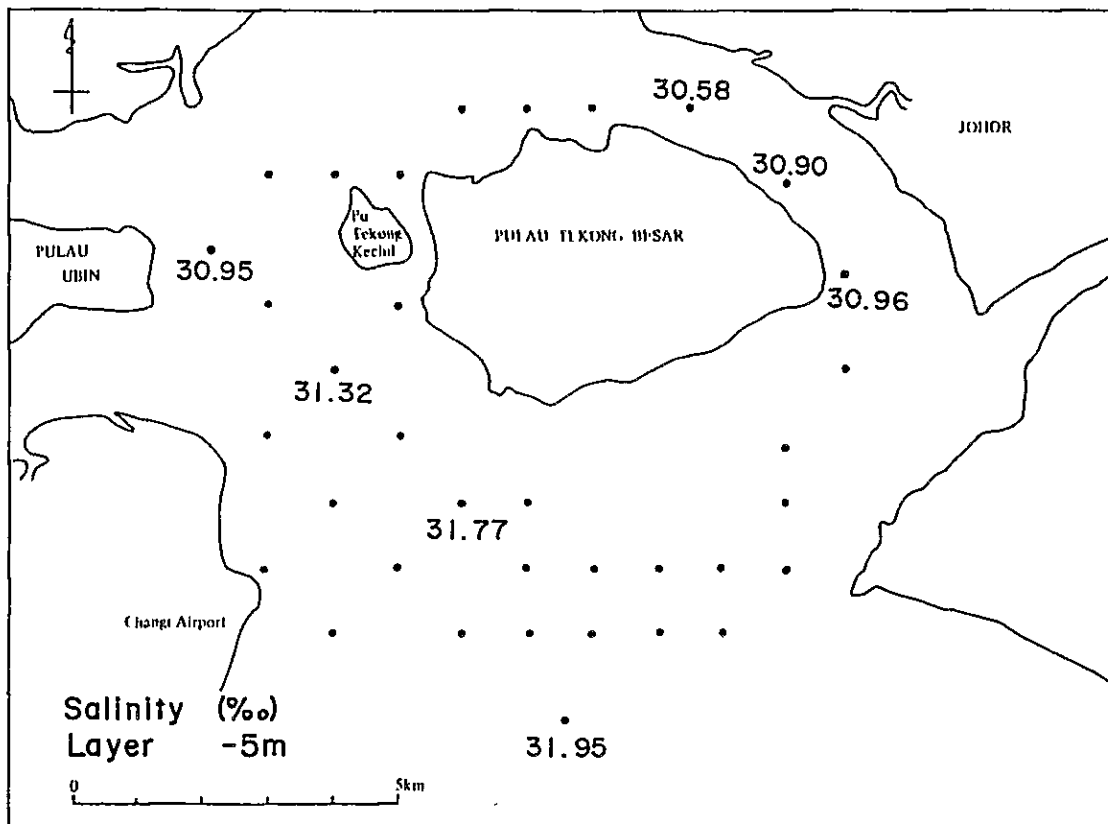 30.58
JOHOR
30.90
Pu
Tekong
Kechil
PULAU TEKONG BESAR
PULAU
UBIN
30.95
30.96
31.32
31.77
Changi Airport
Salinity (‰)
Layer -5m
31.95
0 5km